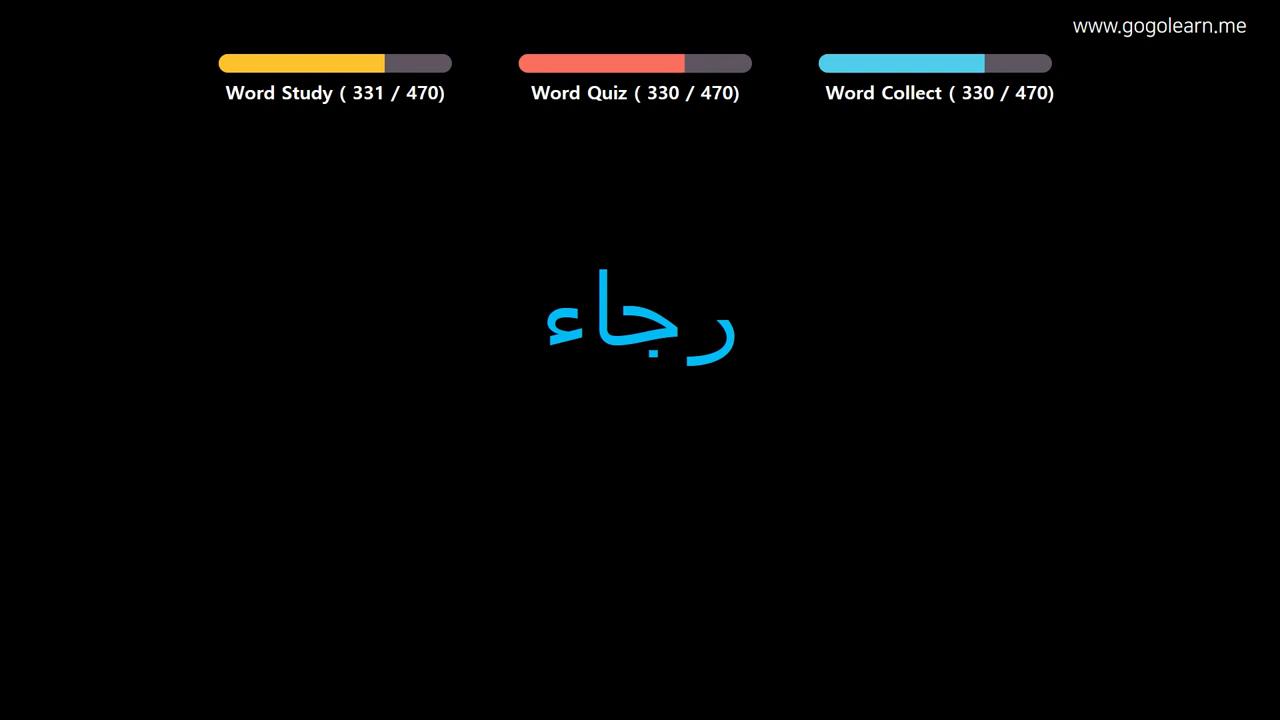 www.gogolearn.me
Word Study ( 331 / 470)
Word Quiz ( 330 / 470)
Word Collect ( 330 / 470)
رجاء